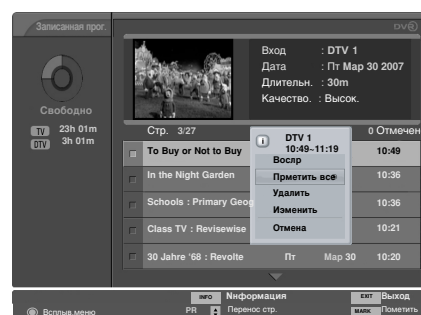 Записанная прог.
DVR
Вход : DTV 1
Дата : Пт Мар 30 2007
Длительн. : 30m
Качество. : Высок.
Свободно
TV 23h 01m
DTV 3h 01m
Стр. 3/27
0 Отмечен
To Buy or Not to Buy 10:49
In the Night Garden 10:36
Schools : Primary Geog 10:36
Class TV : Revisewise 10:21
30 Jahre '68 : Revolte Пт Мар 30 10:20
i DTV 1
10:49~11:19
Восяр
Прметить все
Удалить
Изменить
Отмена
INFO Nнформация
EXIT Выход
Всплыв.меню
PR Перенос стр.
MARK Пометить